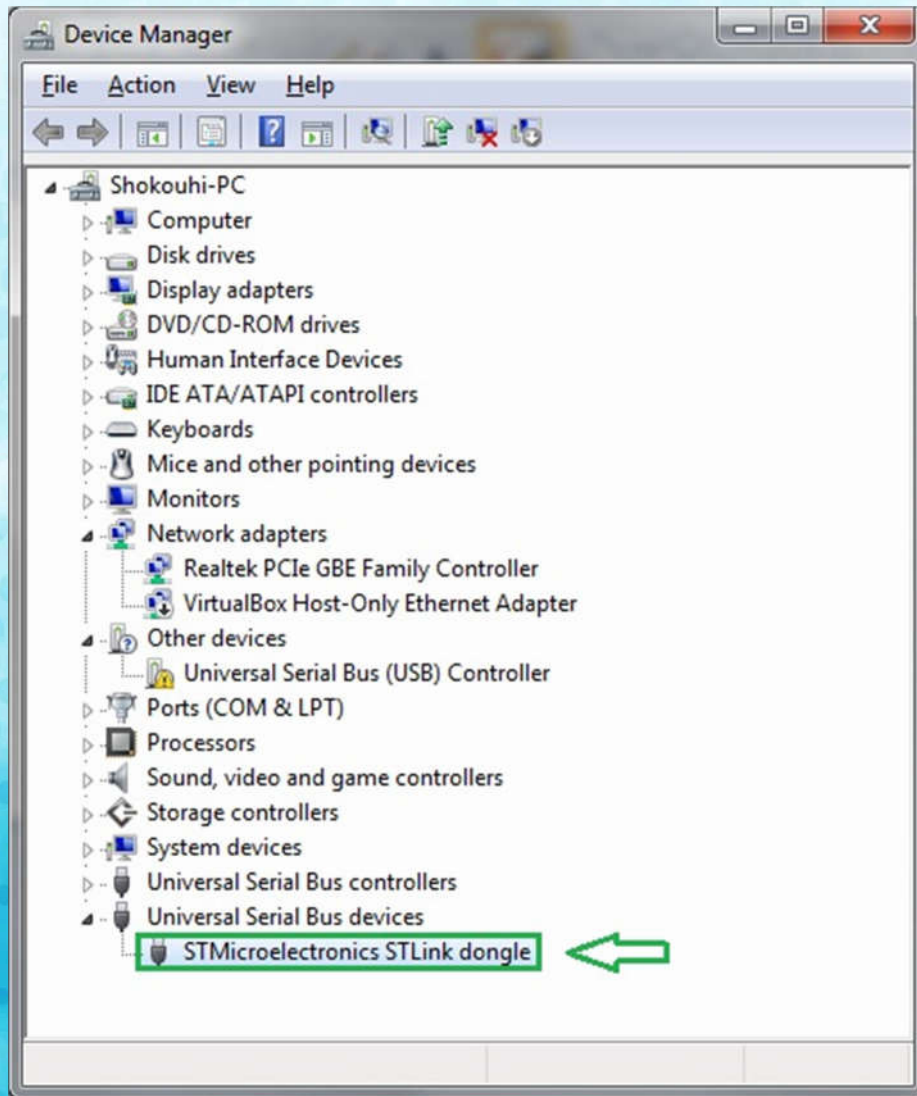 Device Manager
File Action View Help
Shokouhi-PC
Computer
Disk drives
Display adapters
DVD/CD-ROM drives
Human Interface Devices
IDE ATA/ATAPI controllers
Keyboards
Mice and other pointing devices
Monitors
Network adapters
Realtek PCIe GBE Family Controller
VirtualBox Host-Only Ethernet Adapter
Other devices
Universal Serial Bus (USB) Controller
Ports (COM & LPT)
Processors
Sound, video and game controllers
Storage controllers
System devices
Universal Serial Bus controllers
Universal Serial Bus devices
STMicroelectronics STLink dongle